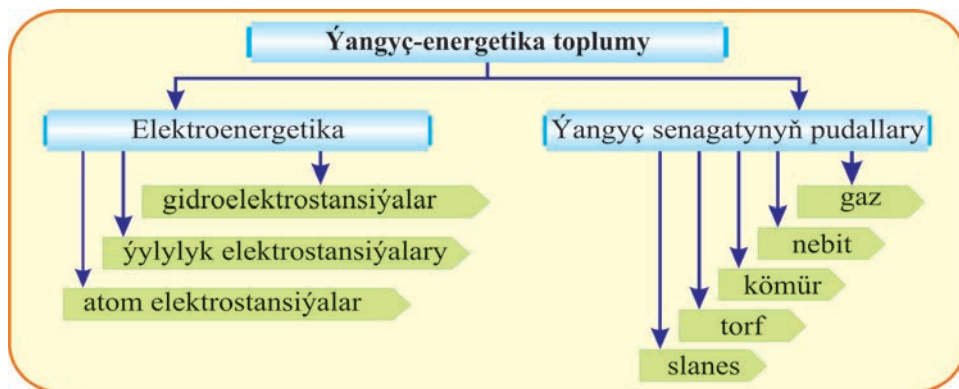 Ýangyç-energetika toplumy
Elektroenergetika
gidroelektrostansiýalar
ýylylyk elektrostansiýalary
atom elektrostansiýalar
Ýangyç senagatynyň pudallary
gaz
nebit
kömür
torf
slanes